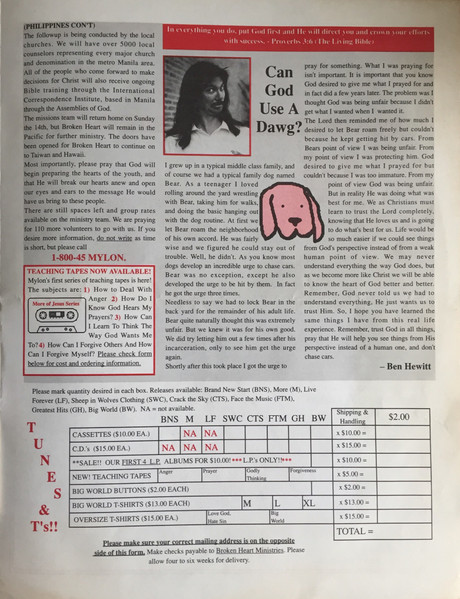 (PHILIPPINES CON'T)
The followup is being conducted by the local
churches. We will have over 5000 local
counselors representing every major church
and denomination in the metro Manila area.
All of the people who come forward to make
decisions for Christ will also receive ongoing
Bible training through the International
Correspondence Institute, based in Manila
through the Assemblies of God.
The missions team will return home on Sunday
the 14th, but Broken Heart will remain in the
Pacific for further ministry. The doors have
been opened for Broken Heart to continue on
to Taiwan and Hawaii.
Most importantly, please pray that God will
begin preparing the hearts of the youth, and
that He will break our hearts anew and open
our eyes and ears to the message He would
have us bring to these people.
There are still spaces left and group rates
available on the ministry team. We are praying
for 110 more volunteers to go with us. If you
desire more information, do not write as time
is short, but please call
1-800-45 MYLON.
TEACHING TAPES NOW AVAILABLE!
Mylon's first series of teaching tapes is here!
The subjects are: 1) How to Deal With
Anger 2) How Do I
Know God Hears My
Prayers? 3) How Can
I Learn To Think The
Way God Wants Me
To? 4) How Can I Forgive Others And How
Can I Forgive Myself? Please check form
below for cost and ordering information.
More of Jesus Series
In everything you do, put God first and He will direct you and crown your efforts
with success. - Proverbs 3:6 (The Living Bible)
Can
God
Use A
Dawg?
I grew up in a typical middle class family, and
of course we had a typical family dog named
Bear. As a teenager I loved
rolling around the yard wrestling
with Bear, taking him for walks,
and doing the basic hanging out
with the dog routine. At first we
let Bear roam the neighborhood
of his own accord. He was fairly
wise and we figured he could stay out of
trouble. Well, he didn't. As you know most
dogs develop an incredible urge to chase cars.
Bear was no exception, except he also
developed the urge to be hit by them. In fact
he got the urge three times.
Needless to say we had to lock Bear in the
back yard for the remainder of his adult life.
Bear quite naturally thought this was extremely
unfair. But we knew it was for his own good.
We did try letting him out a few times after his
incarceration, only to see him get the urge
again.
Shortly after this took place I got the urge to
pray for something. What I was praying for
isn't important. It is important that you know
God desired to give me what I prayed for and
in fact did a few years later. The problem was I
thought God was being unfair because I didn't
get what I wanted when I wanted it.
The Lord then reminded me of how much I
desired to let Bear roam freely but couldn't
because he kept getting hit by cars. From
Bears point of view I was being unfair. From
my point of view I was protecting him. God
desired to give me what I prayed for but
couldn't because I was too immature. From my
point of view God was being unfair.
But in reality He was doing what was
best for me. We as Christians must
learn to trust the Lord completely,
knowing that He loves us and is going
to do what's best for us. Life would be
so much easier if we could see things
from God's perspective instead of from a weak
human point of view. We may never
understand everything the way God does, but
as we become more like Christ we will be able
to know the heart of God better and better.
Remember, God never told us we had to
understand everything, He just wants us to
trust Him. So, I hope you have learned the
same things I have from this real life
experience. Remember, trust God in all things,
pray that He will help you see things from His
perspective instead of a human one, and don't
chase cars.
– Ben Hewitt
Please mark quantity desired in each box. Releases available: Brand New Start (BNS), More (M), Live
Forever (LF), Sheep in Wolves Clothing (SWC), Crack the Sky (CTS), Face the Music (FTM),
Greatest Hits (GH), Big World (BW). NA = not available.
TUNES & T's!!
BNS M LF SWC CTS FTM GH BW Shipping & Handling $2.00
CASSETTES ($10.00 EA.) NA NA x $10.00 =
C.D.'s ($15.00 EA.) NA NA NA x $15.00 =
**SALE!! OUR FIRST 4 L.P. ALBUMS FOR $10.00!*** L.P.'s ONLY!*** x $10.00 =
NEW! TEACHING TAPES Anger Prayer Godly Thinking Forgiveness x $5.00 =
BIG WORLD BUTTONS ($2.00 EACH) x $2.00 =
BIG WORLD T-SHIRTS ($13.00 EACH) M L XL x $13.00 =
OVERSIZE T-SHIRTS ($15.00 EA.) Love God, Hate Sin Big World x $15.00 =
TOTAL =
Please make sure your correct mailing address is on the opposite
side of this form. Make checks payable to Broken Heart Ministries. Please
allow four to six weeks for delivery.